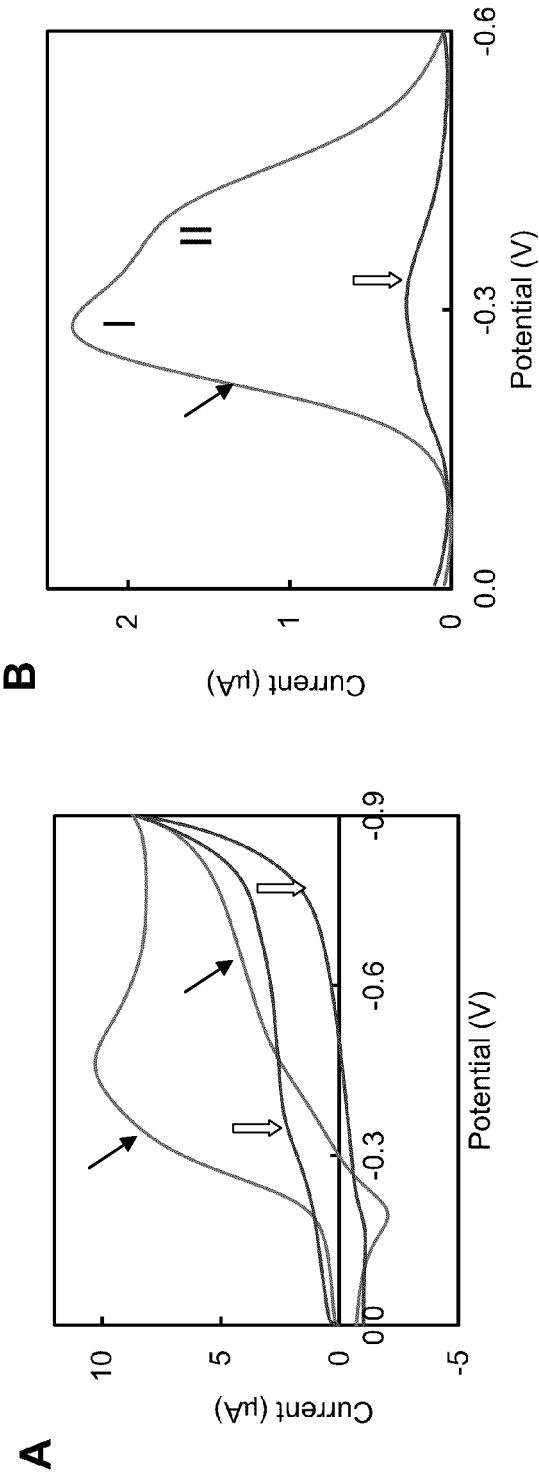 A
Current (µA)
10
5
0
-5
0.0
-0.3
-0.6
-0.9
Potential (V)
B
Current (µA)
2
1
0
I
II
0.0
-0.3
-0.6
Potential (V)